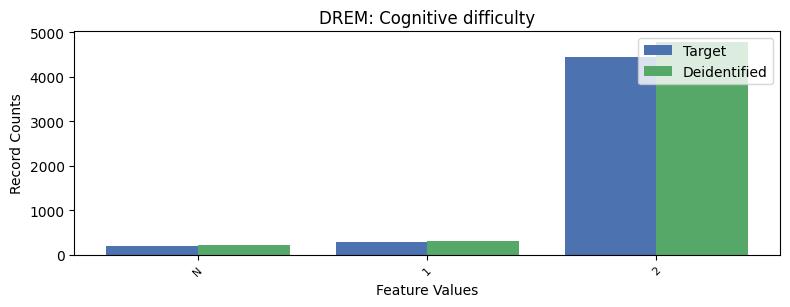 DREM: Cognitive difficulty
Target
Deidentified
Record Counts
5000
4000
3000
2000
1000
0
N
1
2
Feature Values